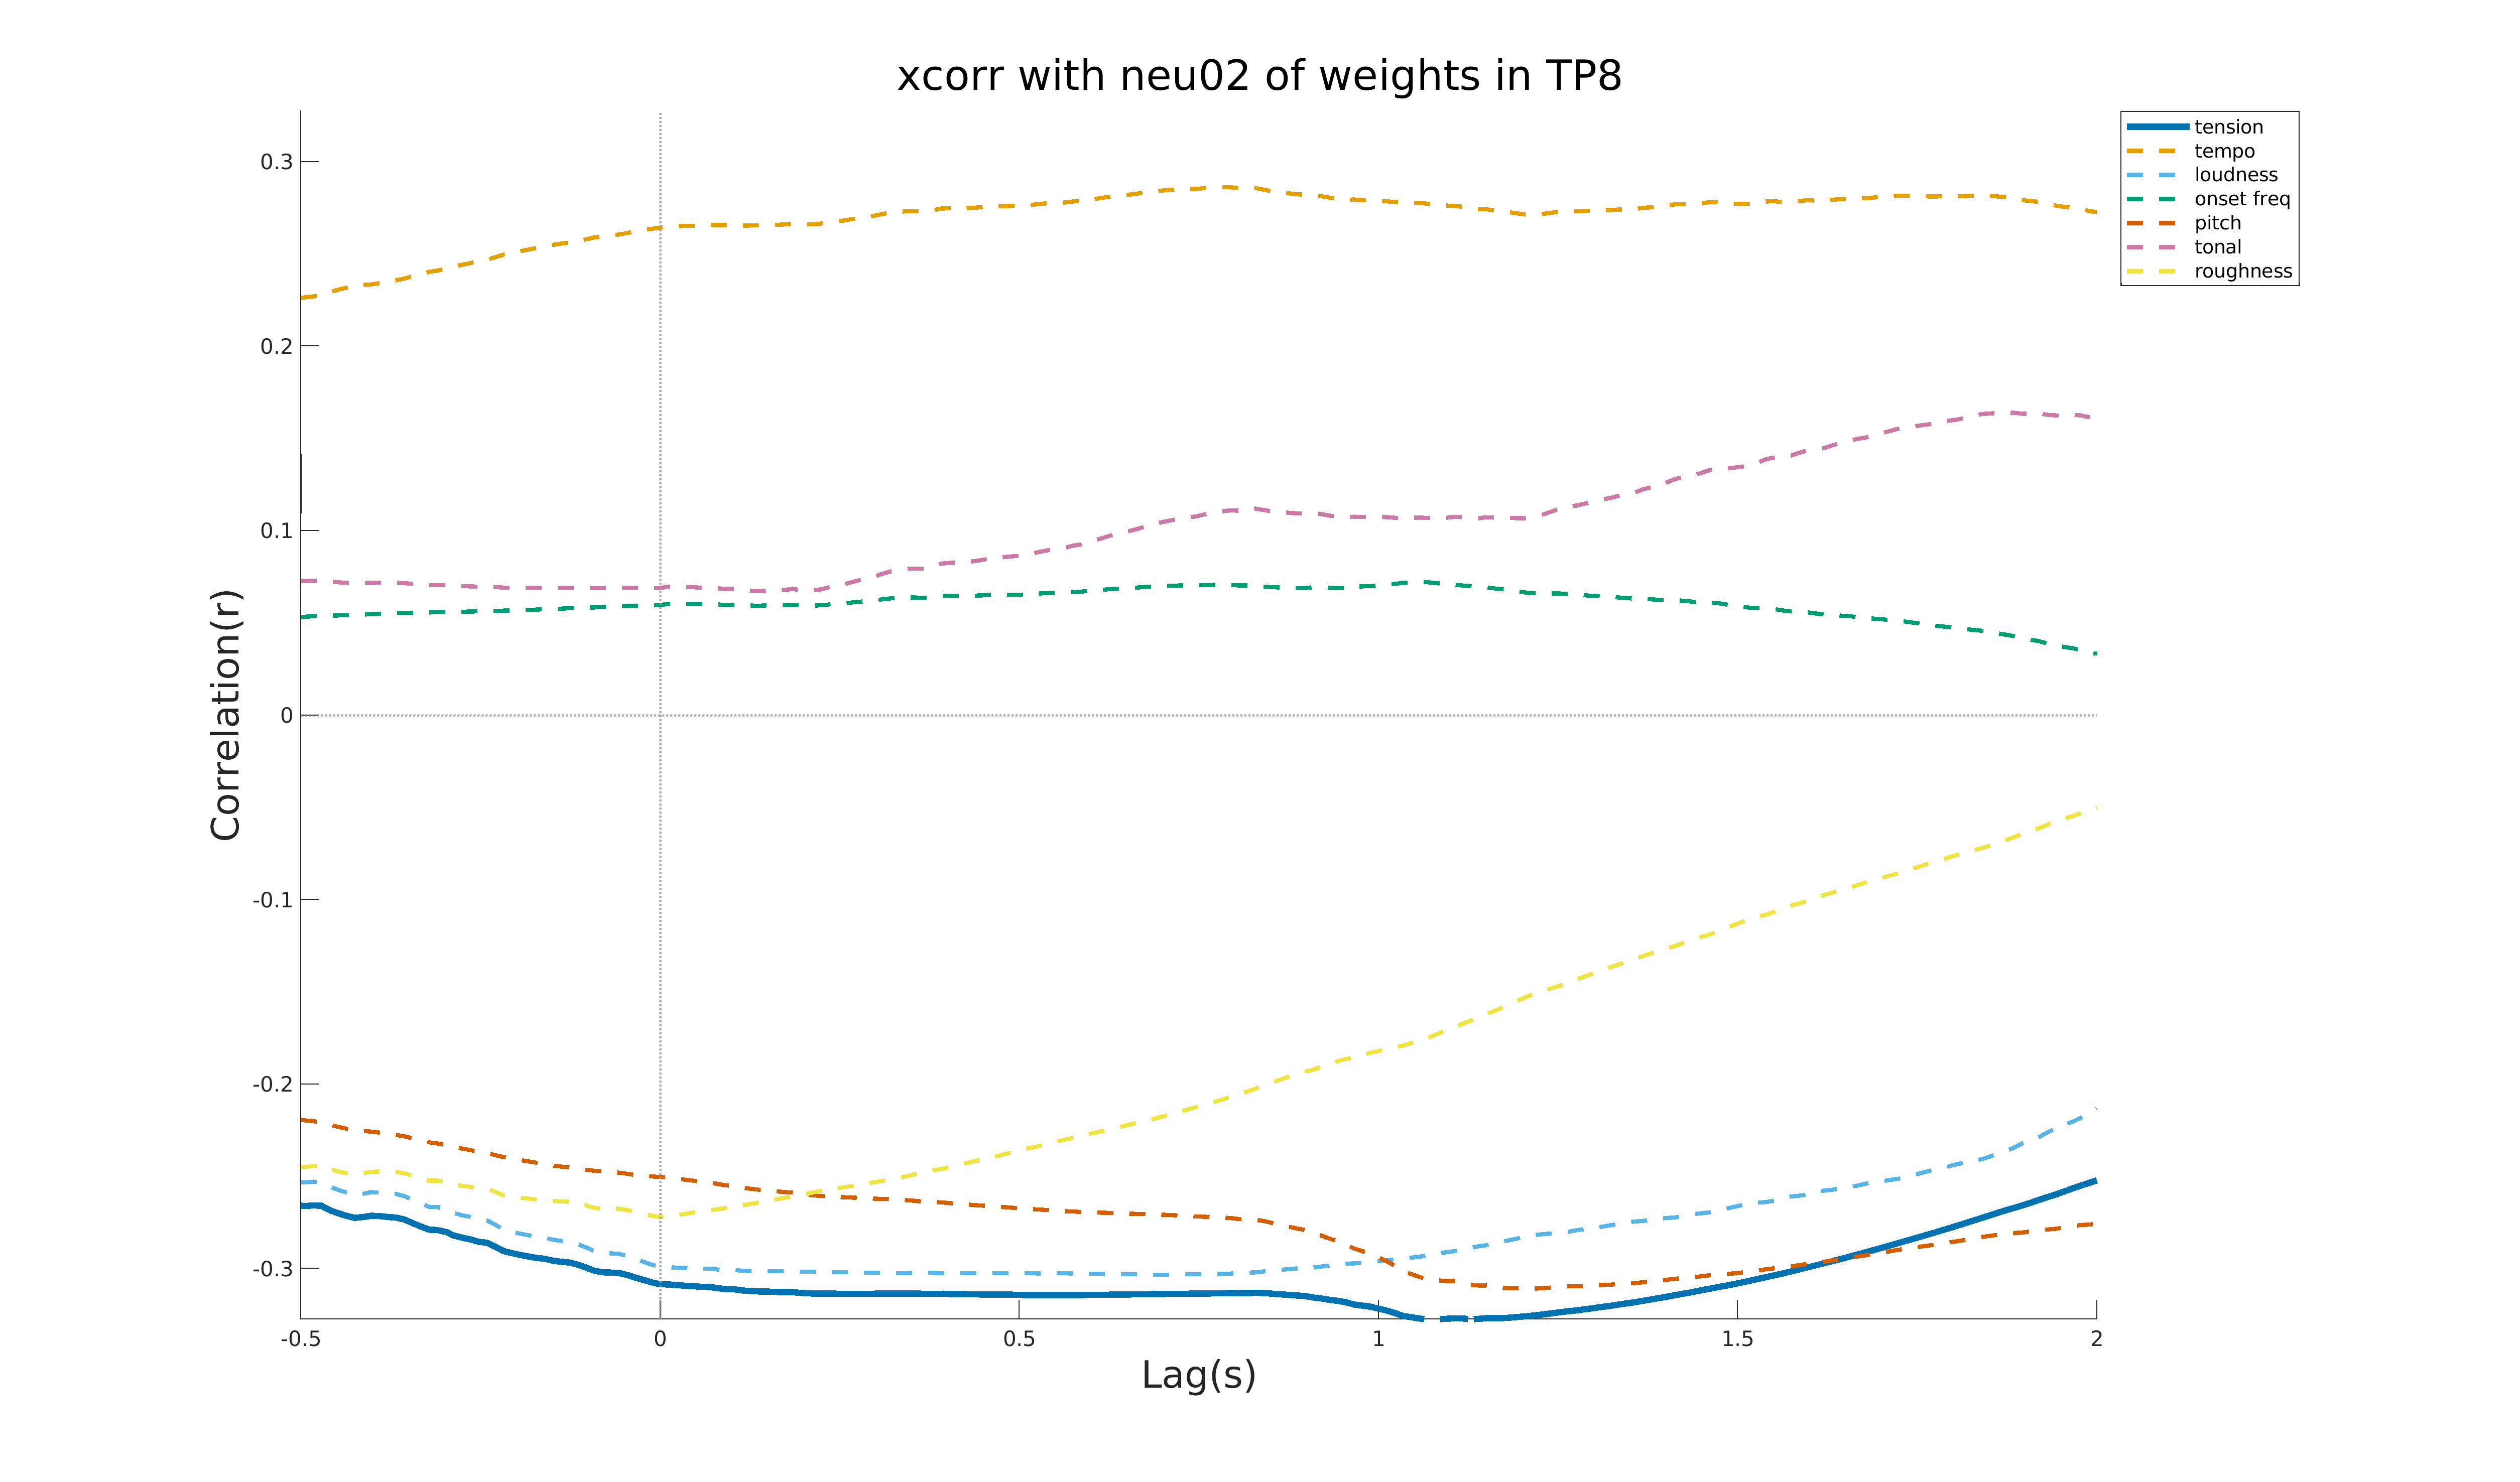 xcorr with neu02 of weights in TP8
tension
tempo
loudness
onset freq
pitch
tonal
roughness
0.3
0.2
0.1
0
-0.1
-0.2
-0.3
Correlation(r)
-0.5 0 0.5 1 1.5 2
Lag(s)